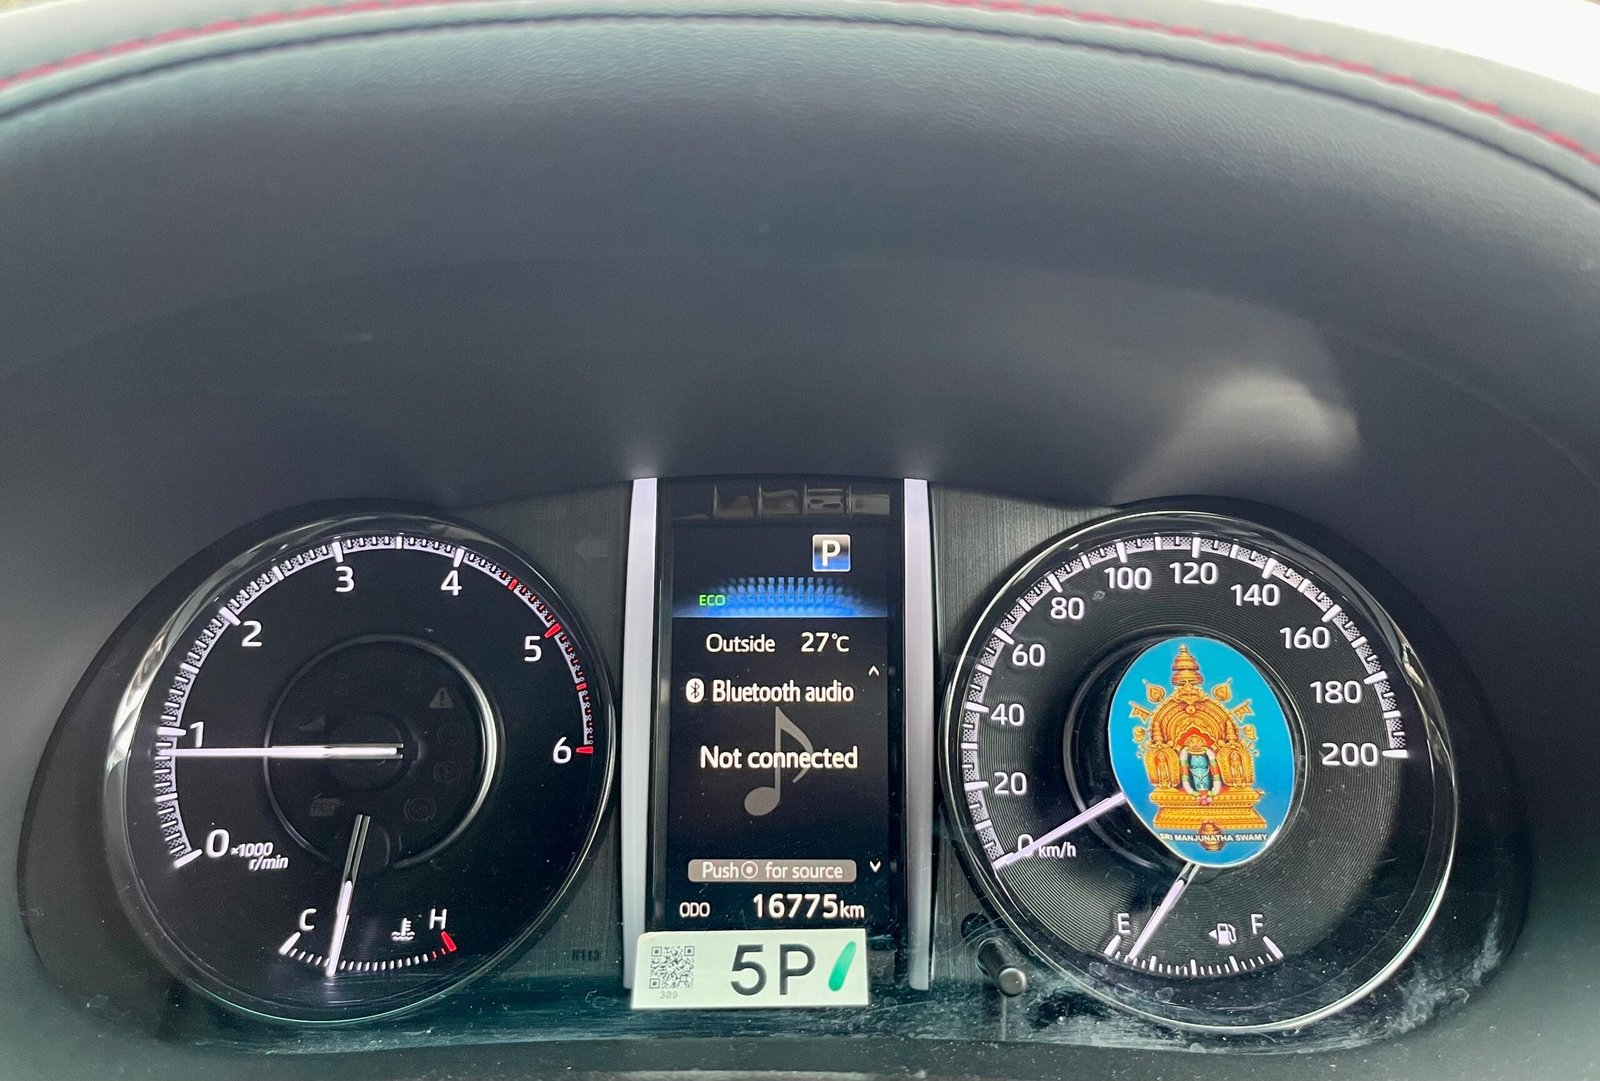 0
1
2
3
4
5
6
×1000
r/min
C
H
P
ECO
Outside 27°C
Bluetooth audio
Not connected
Push for source
ODO 16775km
5P
309
0
20
40
60
80
100
120
140
160
180
200
km/h
SRI MANJUNATHA SWAMY
E
F